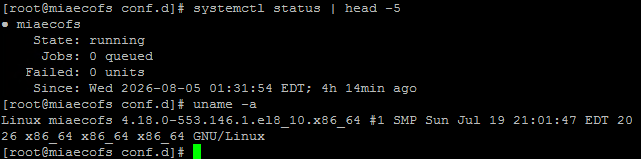 [root@miaecofs conf.d]# systemctl status | head -5
● miaecofs
    State: running
     Jobs: 0 queued
   Failed: 0 units
    Since: Wed 2026-08-05 01:31:54 EDT; 4h 14min ago
[root@miaecofs conf.d]# uname -a
Linux miaecofs 4.18.0-553.146.1.el8_10.x86_64 #1 SMP Sun Jul 19 21:01:47 EDT 20
26 x86_64 x86_64 x86_64 GNU/Linux
[root@miaecofs conf.d]#